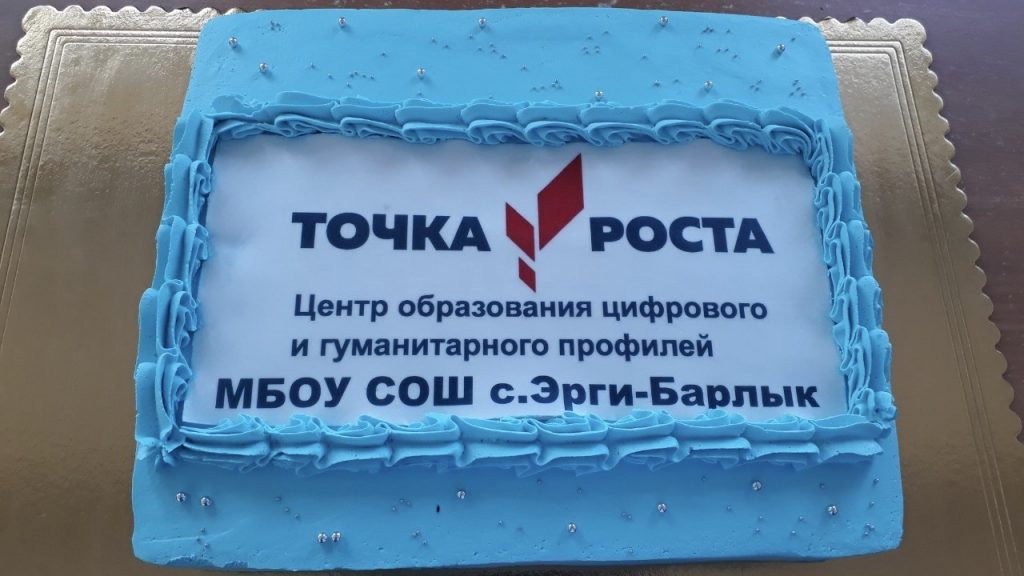 ТОЧКА РОСТА
Центр образования цифрового
и гуманитарного профилей
МБОУ СОШ с.Эрги-Барлык